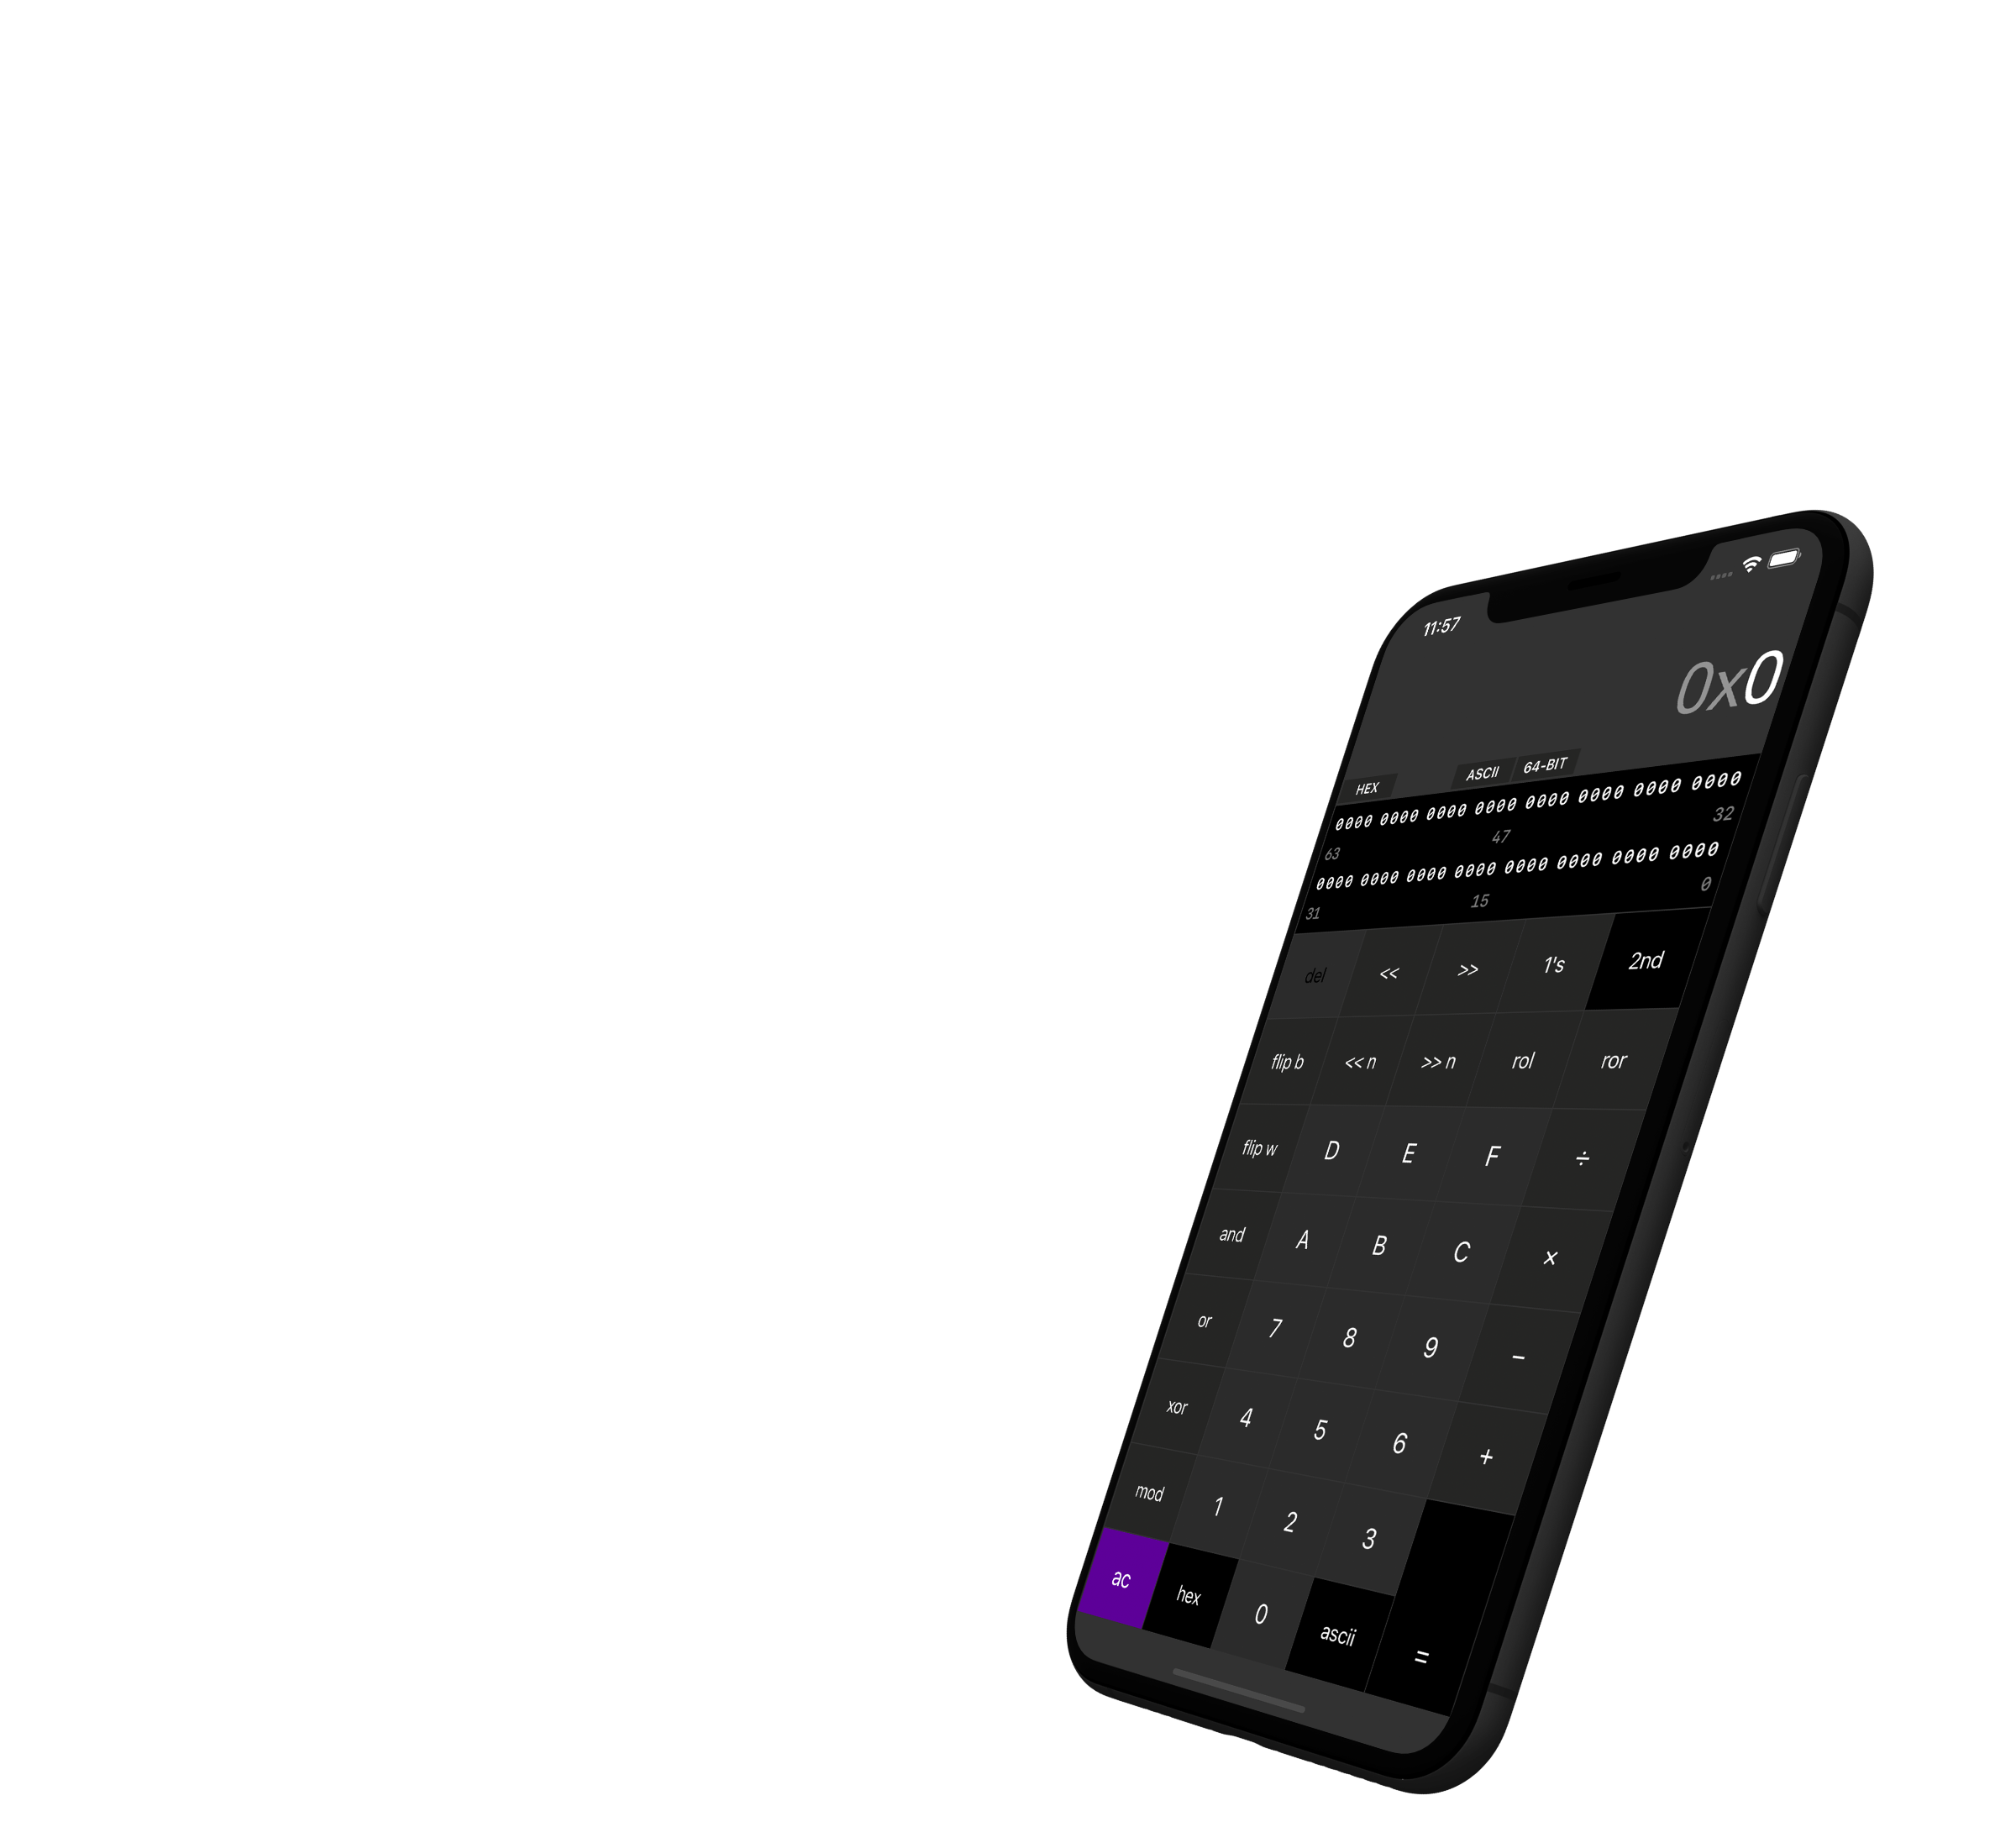 11:57
0x0
HEX ASCII 64-BIT
0000 0000 0000 0000 0000 0000 0000 0000
63 47 32
0000 0000 0000 0000 0000 0000 0000 0000
31 15 0
del << >> 1's 2nd
flip b << n >> n rol ror
flip w D E F ÷
and A B C ×
or 7 8 9 −
xor 4 5 6 +
mod 1 2 3
ac hex 0 ascii =